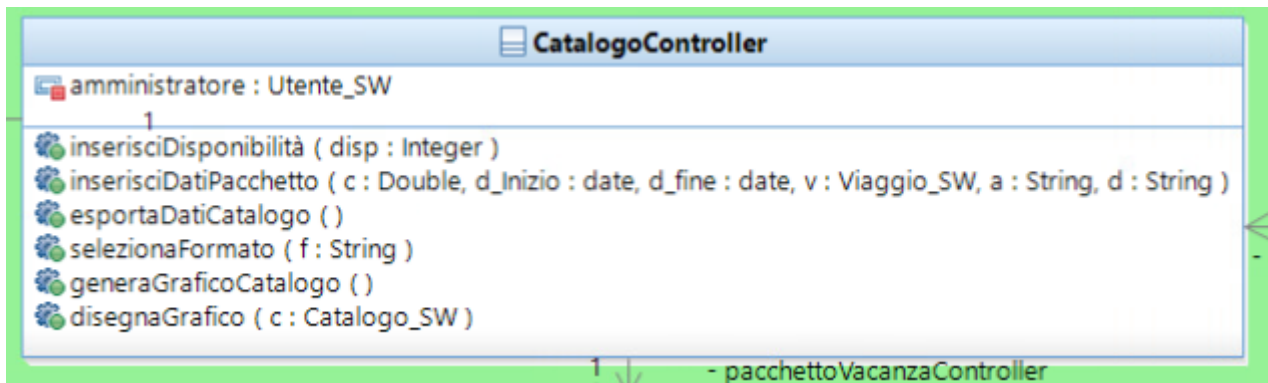 CatalogoController
amministratore : Utente_SW
1
inserisciDisponibilità ( disp : Integer )
inserisciDatiPacchetto ( c : Double, d_Inizio : date, d_fine : date, v : Viaggio_SW, a : String, d : String )
esportaDatiCatalogo ( )
selezionaFormato ( f : String )
-
generaGraficoCatalogo ( )
disegnaGrafico ( c : Catalogo_SW )
1 - pacchettoVacanzaController